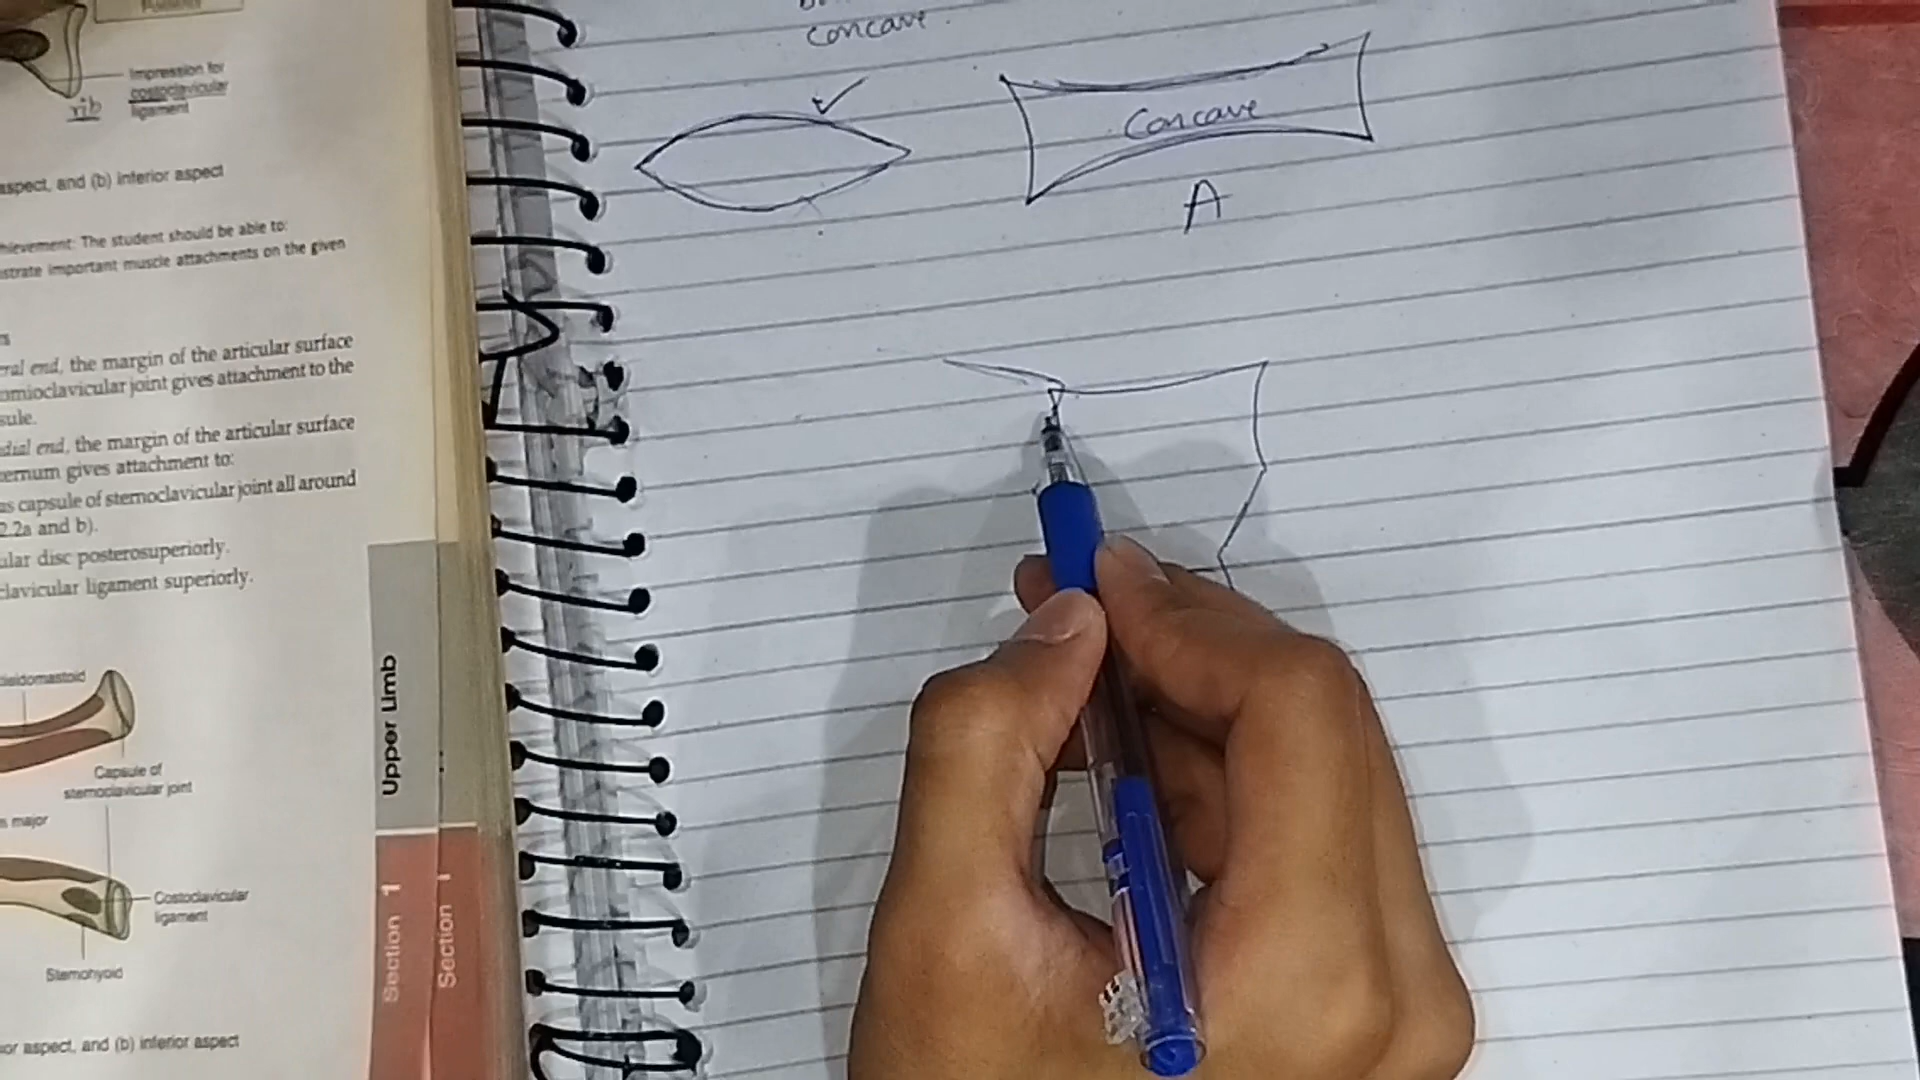 Impression for
costoclavicular
ligament
rib
aspect, and (b) inferior aspect
hievement: The student should be able to:
strate important muscle attachments on the given
eral end, the margin of the articular surface
omioclavicular joint gives attachment to the
sule.
dial end, the margin of the articular surface
ernum gives attachment to:
as capsule of sternoclavicular joint all around
2.2a and b).
ular disc posterosuperiorly.
clavicular ligament superiorly.
cleidomastoid
Capsule of
sternoclavicular joint
s major
Costoclavicular
ligament
Sternohyoid
ior aspect, and (b) inferior aspect
Upper Limb
Section 1
Section 1
concave.
Concave
A